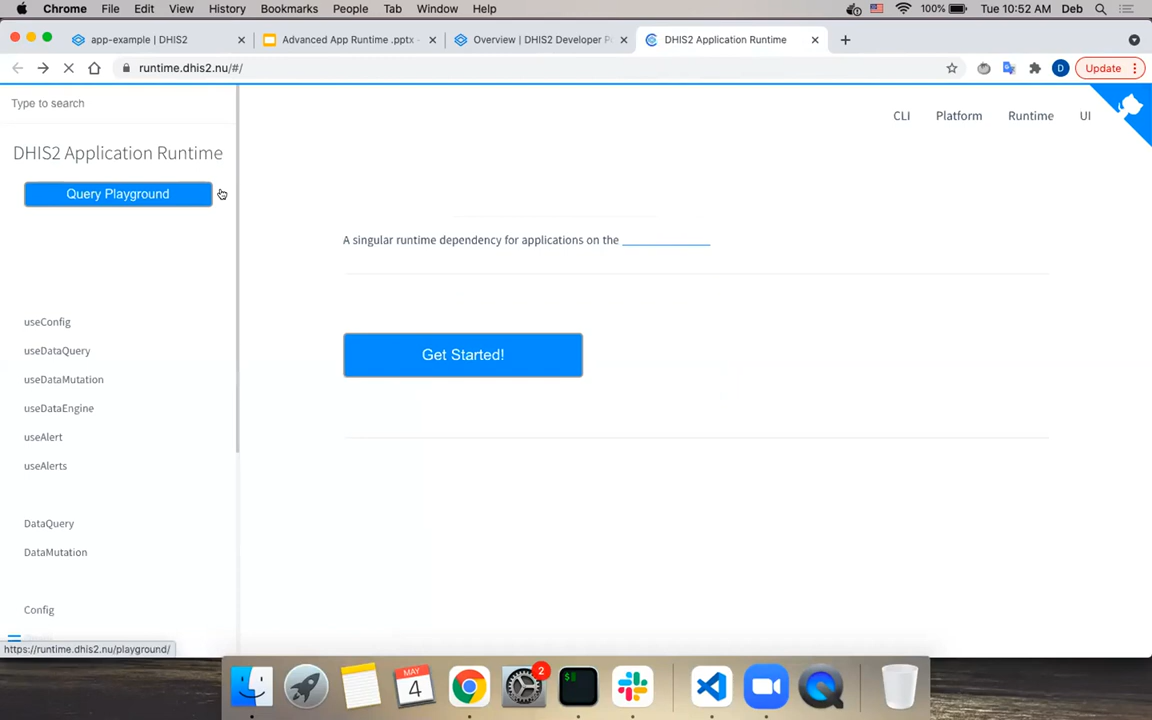 Chrome File Edit View History Bookmarks People Tab Window Help 100% Tue 10:52 AM Deb
app-example | DHIS2
Advanced App Runtime .pptx -
Overview | DHIS2 Developer P
DHIS2 Application Runtime
runtime.dhis2.nu/#/
D
Update
Type to search
CLI Platform Runtime UI
DHIS2 Application Runtime
Query Playground
A singular runtime dependency for applications on the
useConfig
Get Started!
useDataQuery
useDataMutation
useDataEngine
useAlert
useAlerts
DataQuery
DataMutation
Config
https://runtime.dhis2.nu/playground/
MAY
4
2
$